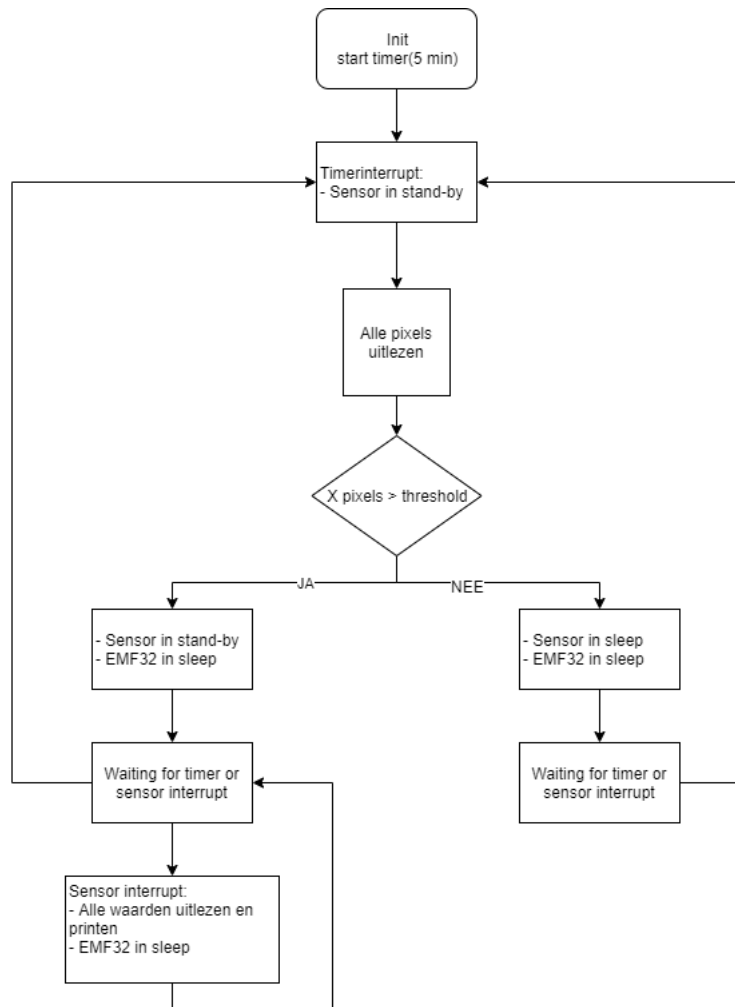 Init
start timer(5 min)
Timerinterrupt:
- Sensor in stand-by
Alle pixels
uitlezen
X pixels > threshold
JA
NEE
- Sensor in stand-by
- EMF32 in sleep
- Sensor in sleep
- EMF32 in sleep
Waiting for timer or
sensor interrupt
Waiting for timer or
sensor interrupt
Sensor interrupt:
- Alle waarden uitlezen en
printen
- EMF32 in sleep